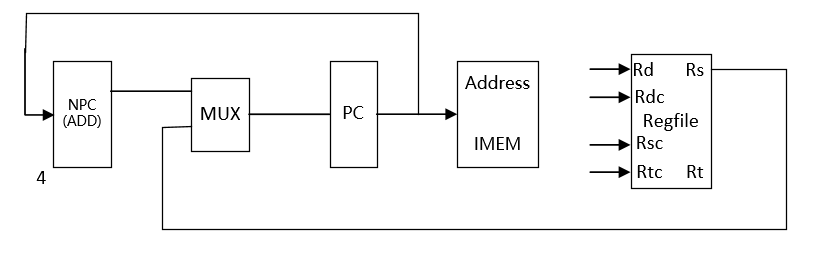 NPC
(ADD)
4
MUX
PC
Address
IMEM
Rd Rs
Rdc
Regfile
Rsc
Rtc Rt